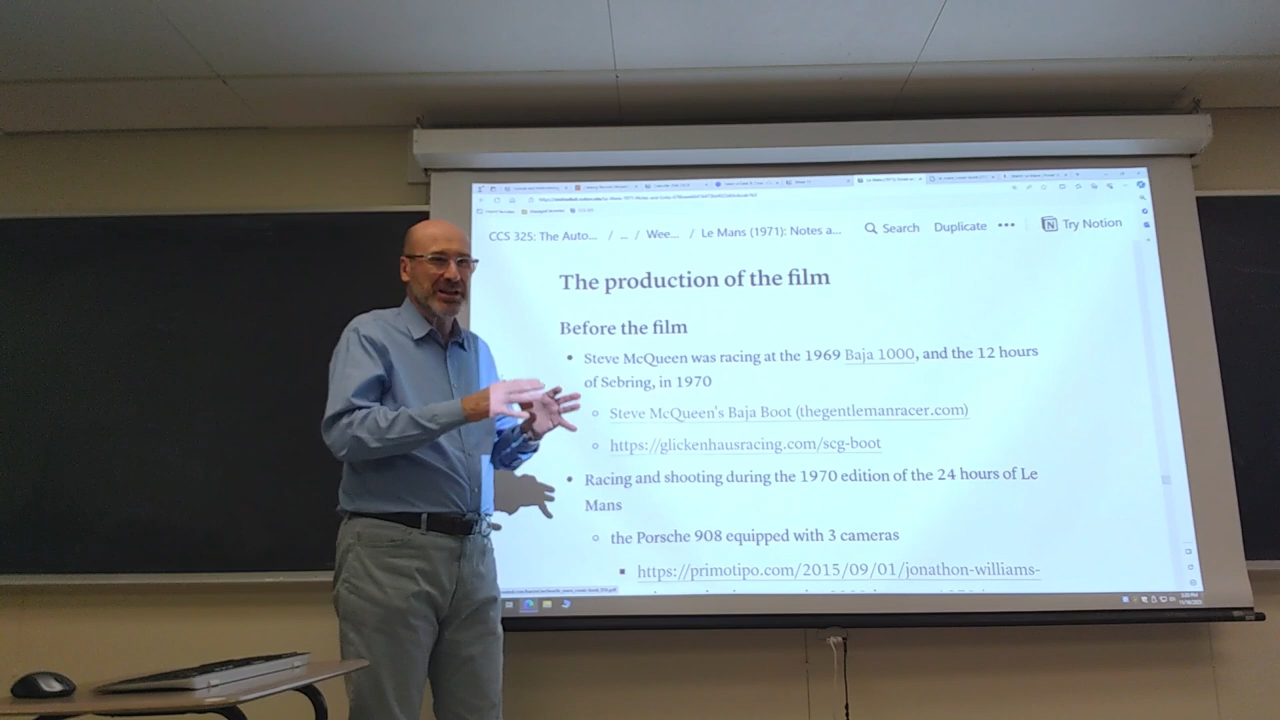 CCS 325: The Auto... / ... / Wee... / Le Mans (1971): Notes a... Search Duplicate ••• Try Notion
The production of the film
Before the film
• Steve McQueen was racing at the 1969 Baja 1000, and the 12 hours
of Sebring, in 1970
◦ Steve McQueen's Baja Boot (thegentlemanracer.com)
◦ https://glickenhausracing.com/scg-boot
• Racing and shooting during the 1970 edition of the 24 hours of Le
Mans
◦ the Porsche 908 equipped with 3 cameras
▪ https://primotipo.com/2015/09/01/jonathon-williams-